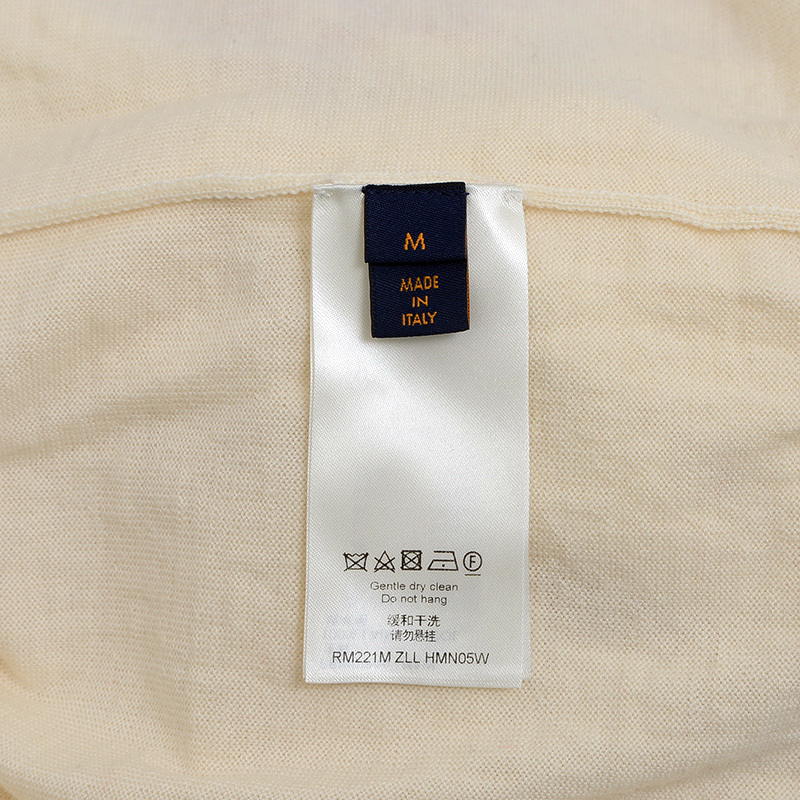 M
MADE
IN
ITALY
F
Gentle dry clean
Do not hang
缓和干洗
请勿悬挂
RM221M ZLL HMN05W